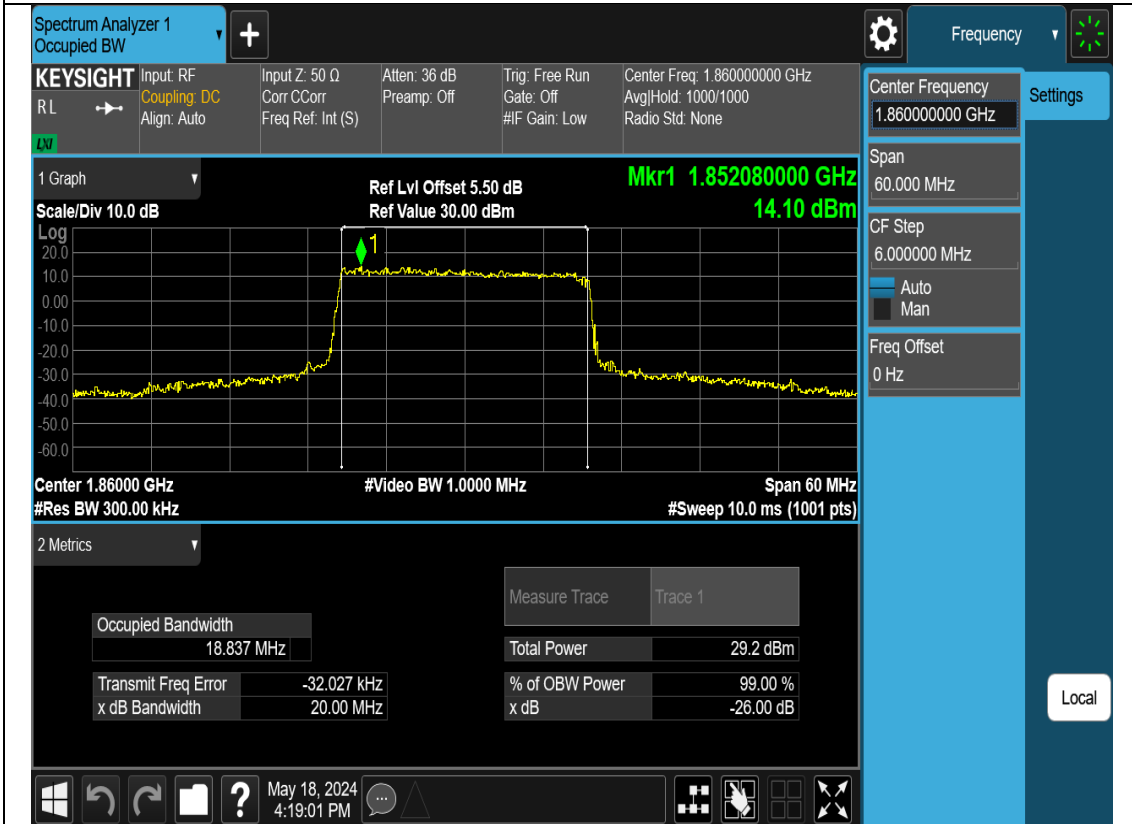 Spectrum Analyzer 1
Occupied BW
+
Frequency
KEYSIGHT
RL
LXI
Input: RF
Coupling: DC
Align: Auto
Input Z: 50 Ω
Corr CCorr
Freq Ref: Int (S)
Atten: 36 dB
Preamp: Off
Trig: Free Run
Gate: Off
#IF Gain: Low
Center Freq: 1.860000000 GHz
Avg|Hold: 1000/1000
Radio Std: None
Center Frequency
1.860000000 GHz
Settings
Span
60.000 MHz
CF Step
6.000000 MHz
Auto
Man
Freq Offset
0 Hz
Local
1 Graph
Scale/Div 10.0 dB
Ref Lvl Offset 5.50 dB
Ref Value 30.00 dBm
Mkr1 1.852080000 GHz
14.10 dBm
Log
1
20.0
10.0
0.00
-10.0
-20.0
-30.0
-40.0
-50.0
-60.0
Center 1.86000 GHz
#Video BW 1.0000 MHz
Span 60 MHz
#Res BW 300.00 kHz
#Sweep 10.0 ms (1001 pts)
2 Metrics
Measure Trace Trace 1
Occupied Bandwidth
18.837 MHz
Total Power 29.2 dBm
Transmit Freq Error -32.027 kHz
% of OBW Power 99.00 %
x dB Bandwidth 20.00 MHz
x dB -26.00 dB
?
May 18, 2024
4:19:01 PM